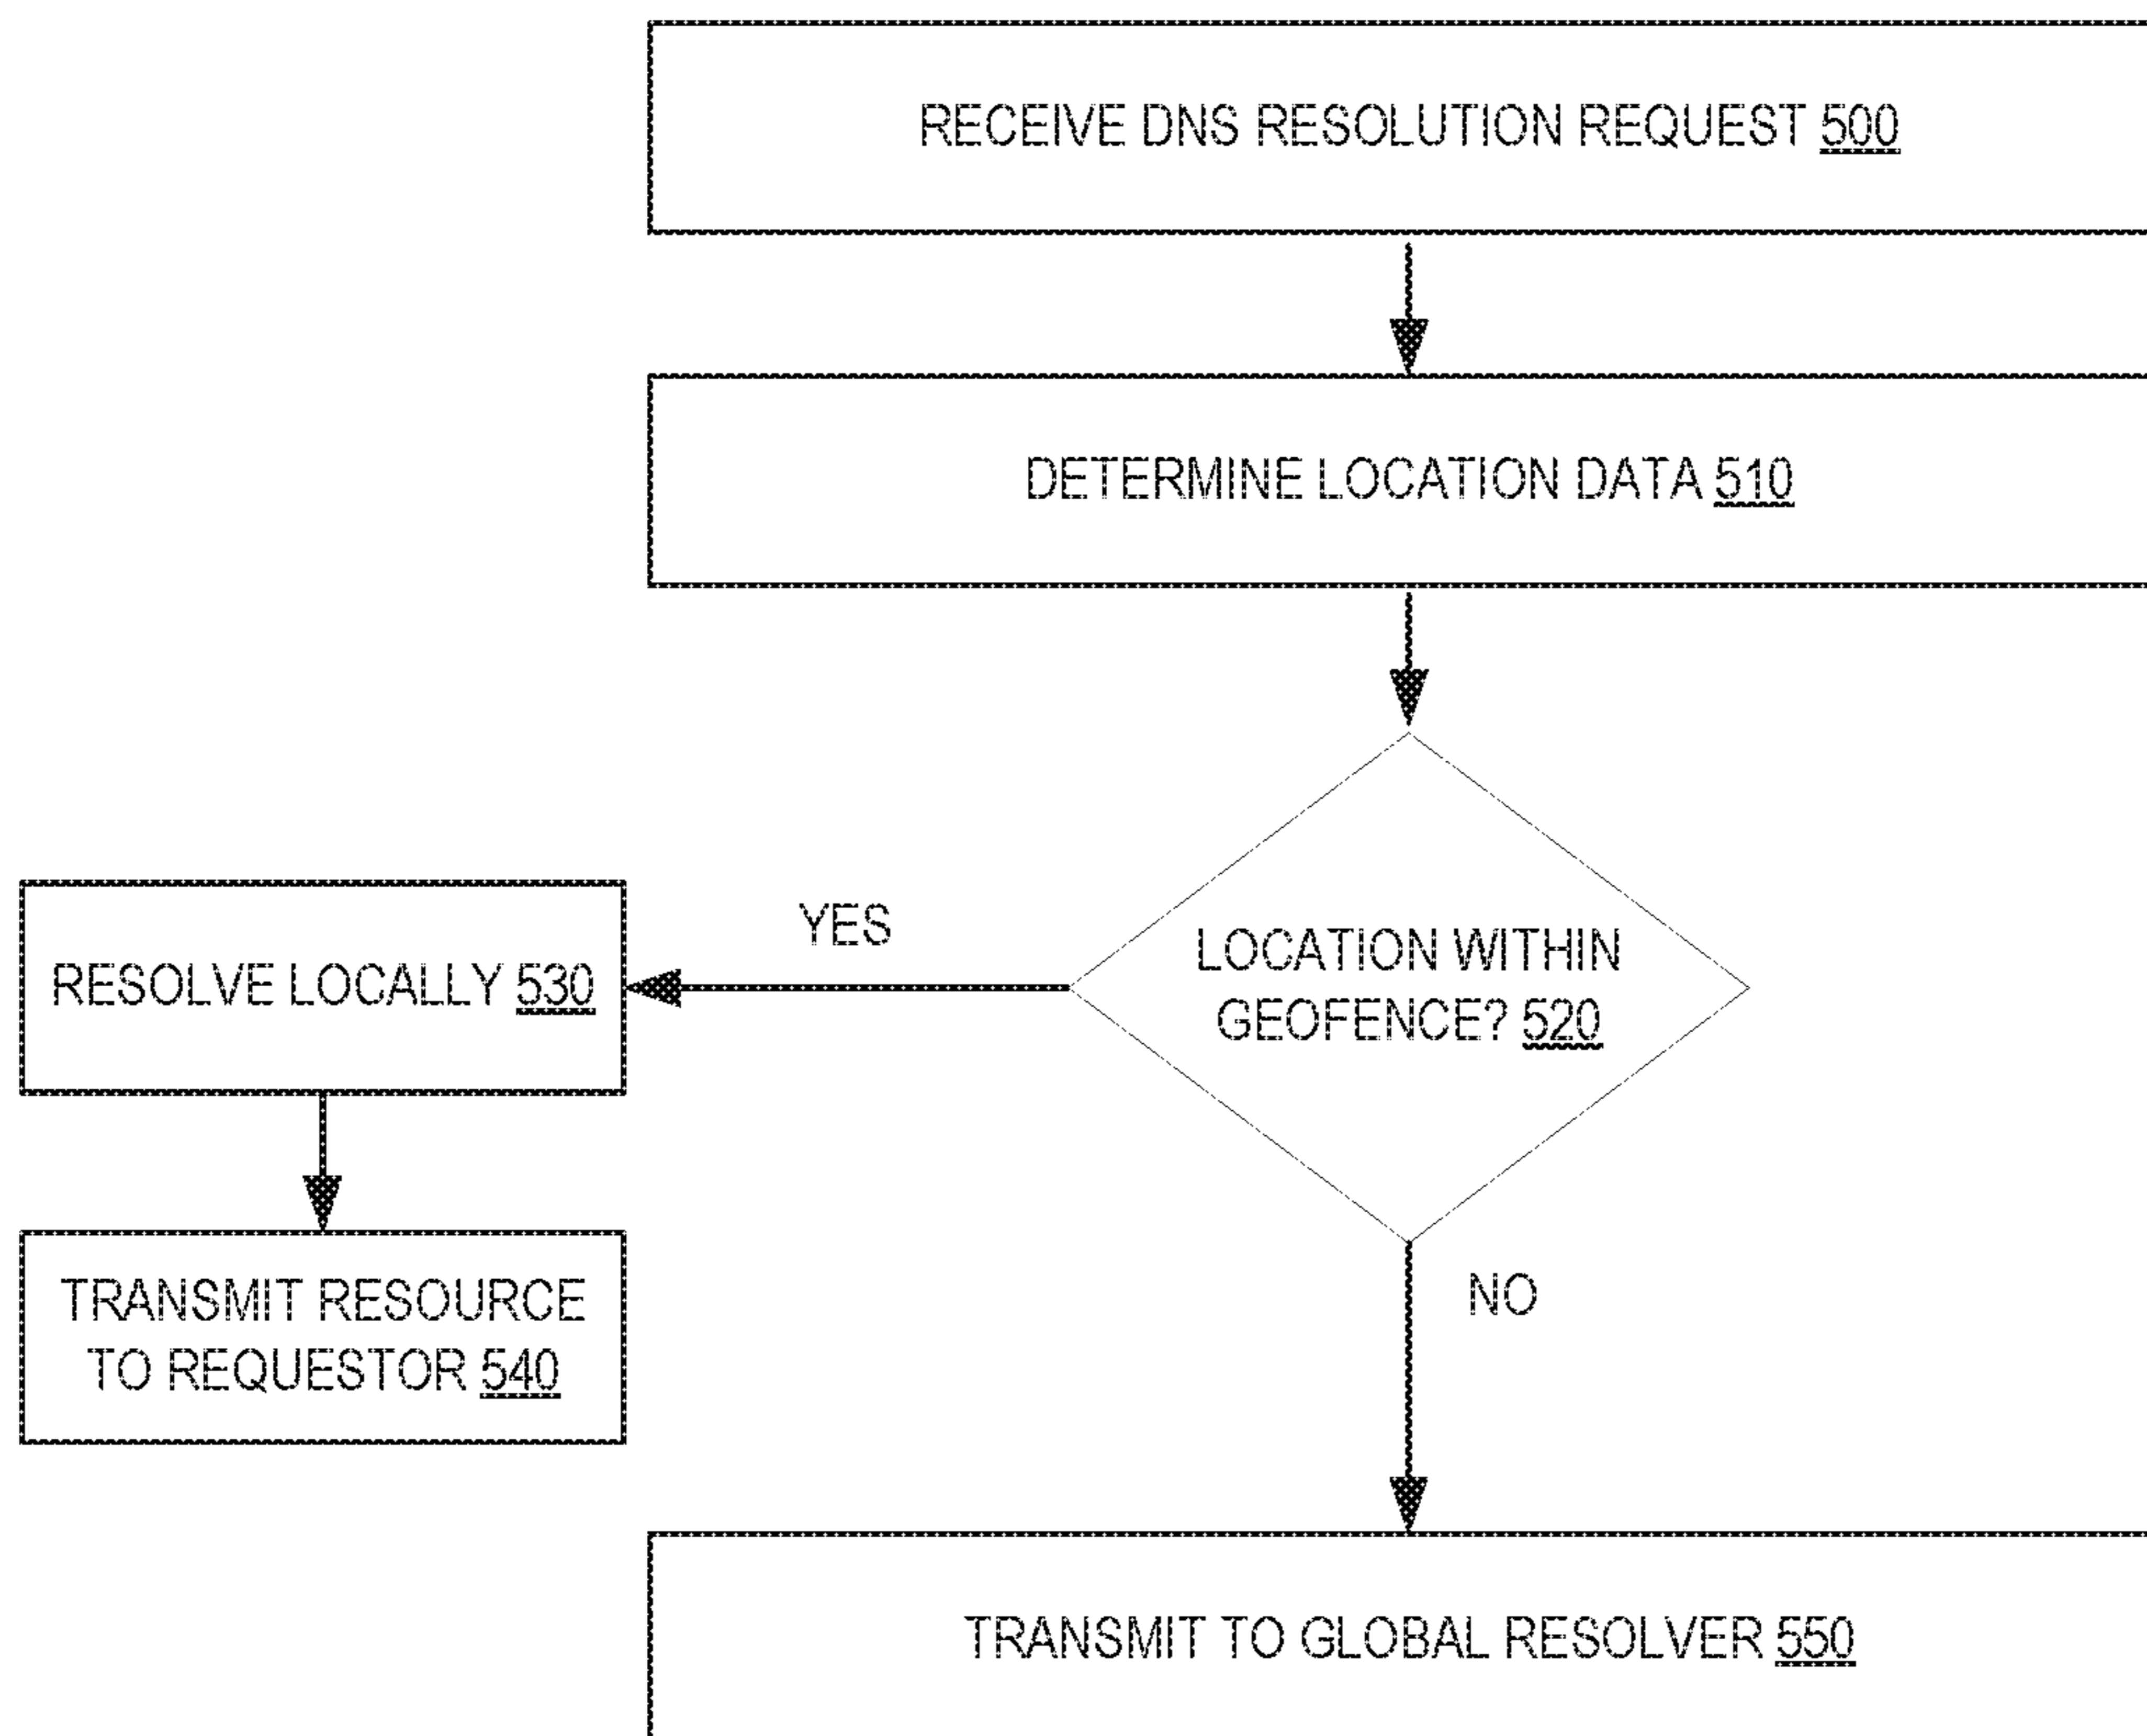 RECEIVE DNS RESOLUTION REQUEST 500
DETERMINE LOCATION DATA 510
LOCATION WITHIN
GEOFENCE? 520
YES
RESOLVE LOCALLY 530
TRANSMIT RESOURCE
TO REQUESTOR 540
NO
TRANSMIT TO GLOBAL RESOLVER 550